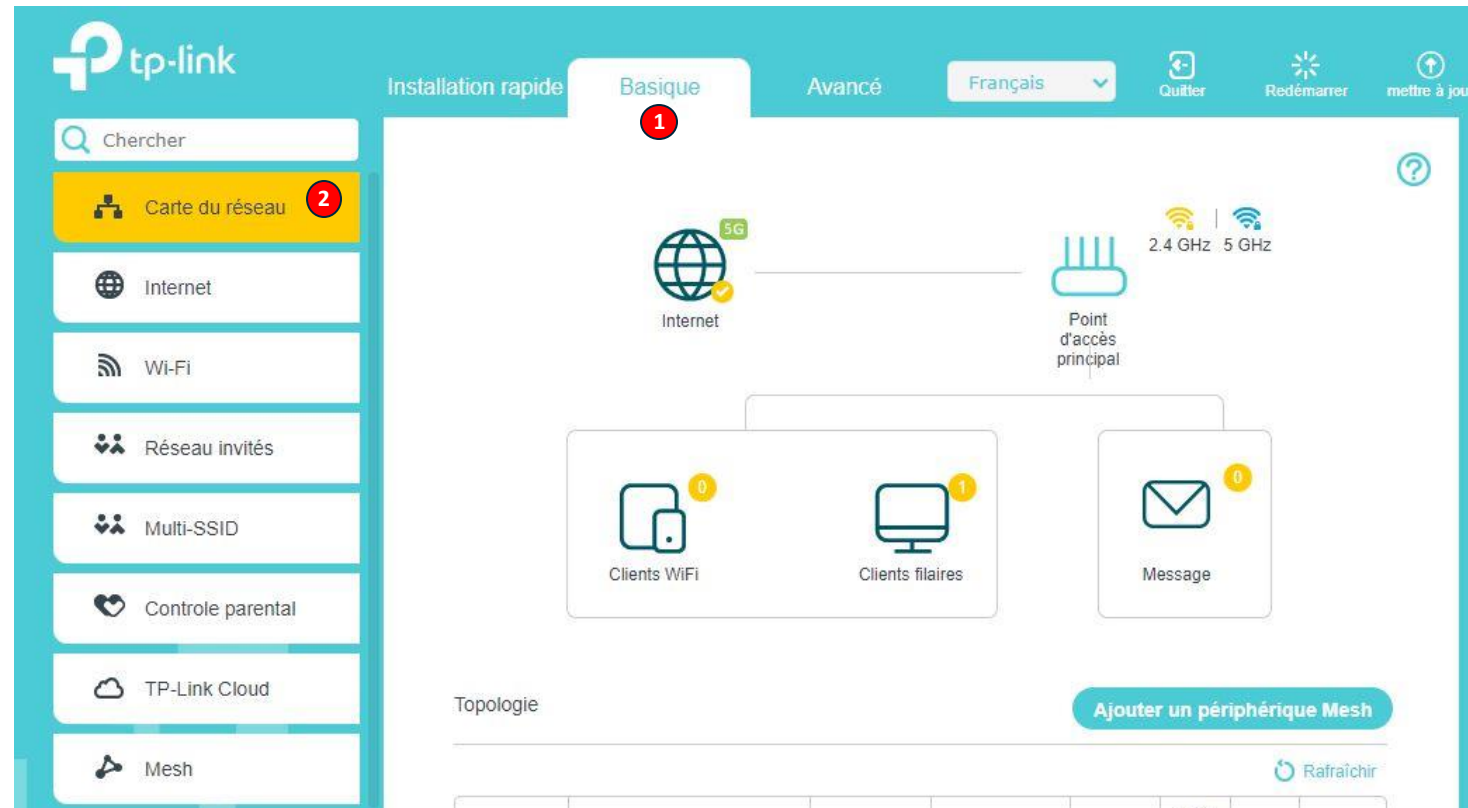 tp-link
Installation rapide
Basique
Avancé
Français
Quitter
Redémarrer
mettre à jou
1
Chercher
Carte du réseau
2
Internet
Wi-Fi
Réseau invités
Multi-SSID
Controle parental
TP-Link Cloud
Mesh
5G
Internet
2.4 GHz | 5 GHz
Point
d'accès
principal
0
Clients WiFi
1
Clients filaires
0
Message
Topologie
Ajouter un périphérique Mesh
Rafraîchir